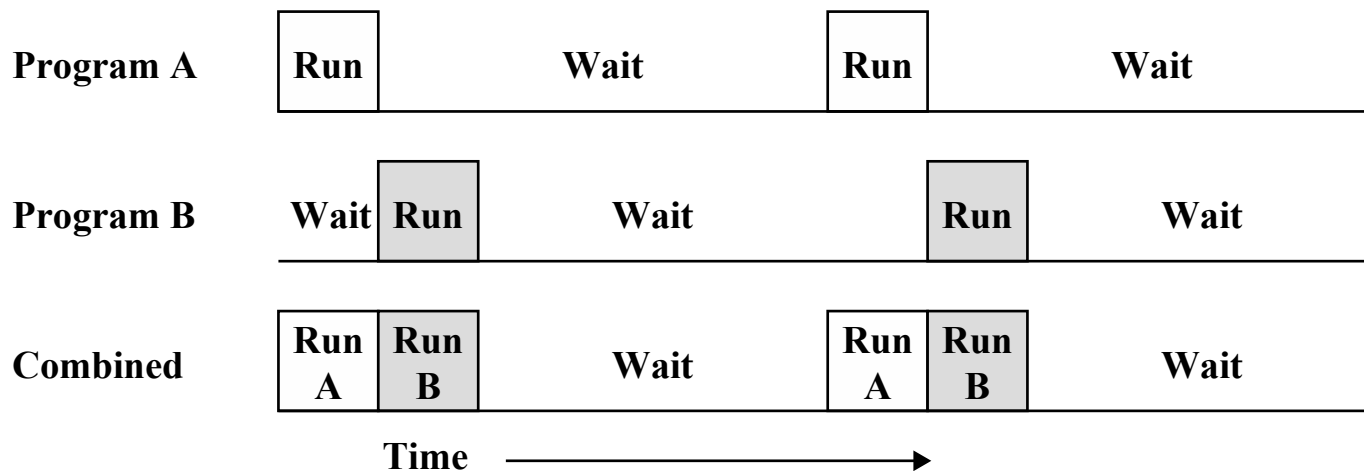 Program A Run Wait Run Wait
Program B Wait Run Wait Run Wait
Combined Run A Run B Wait Run A Run B Wait
Time